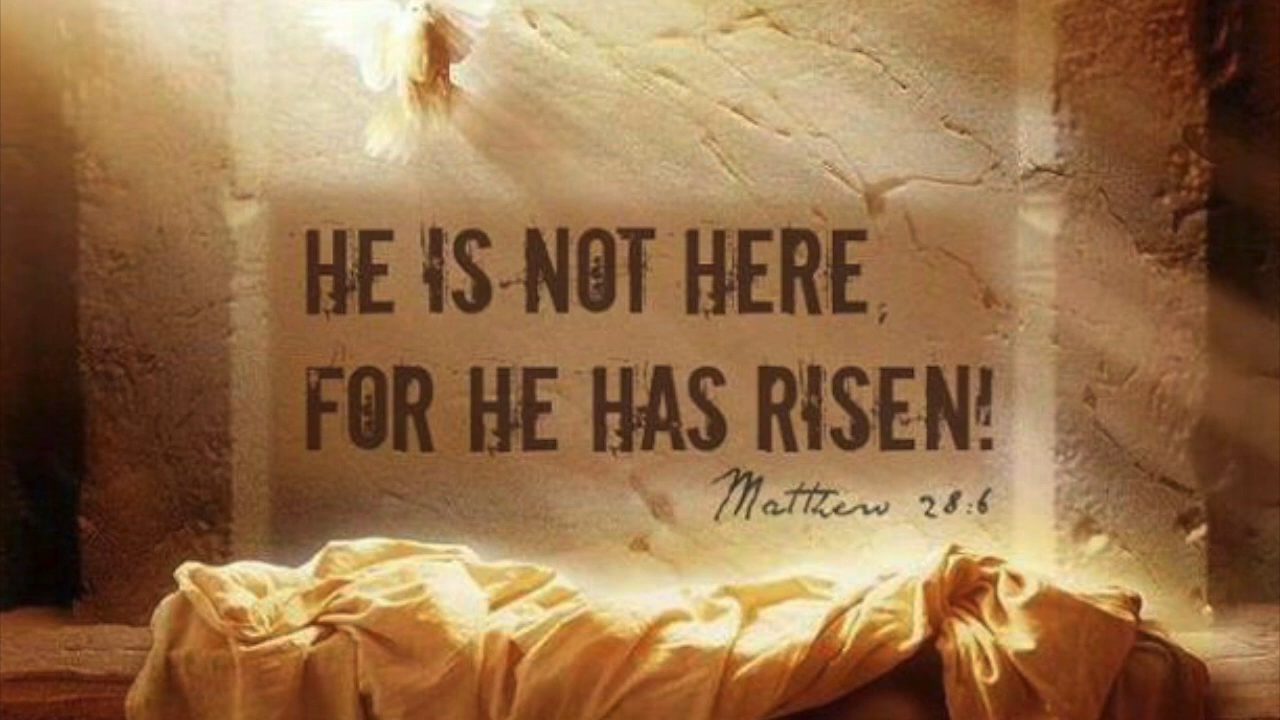 HE IS NOT HERE,
FOR HE HAS RISEN!
Matthew 28:6